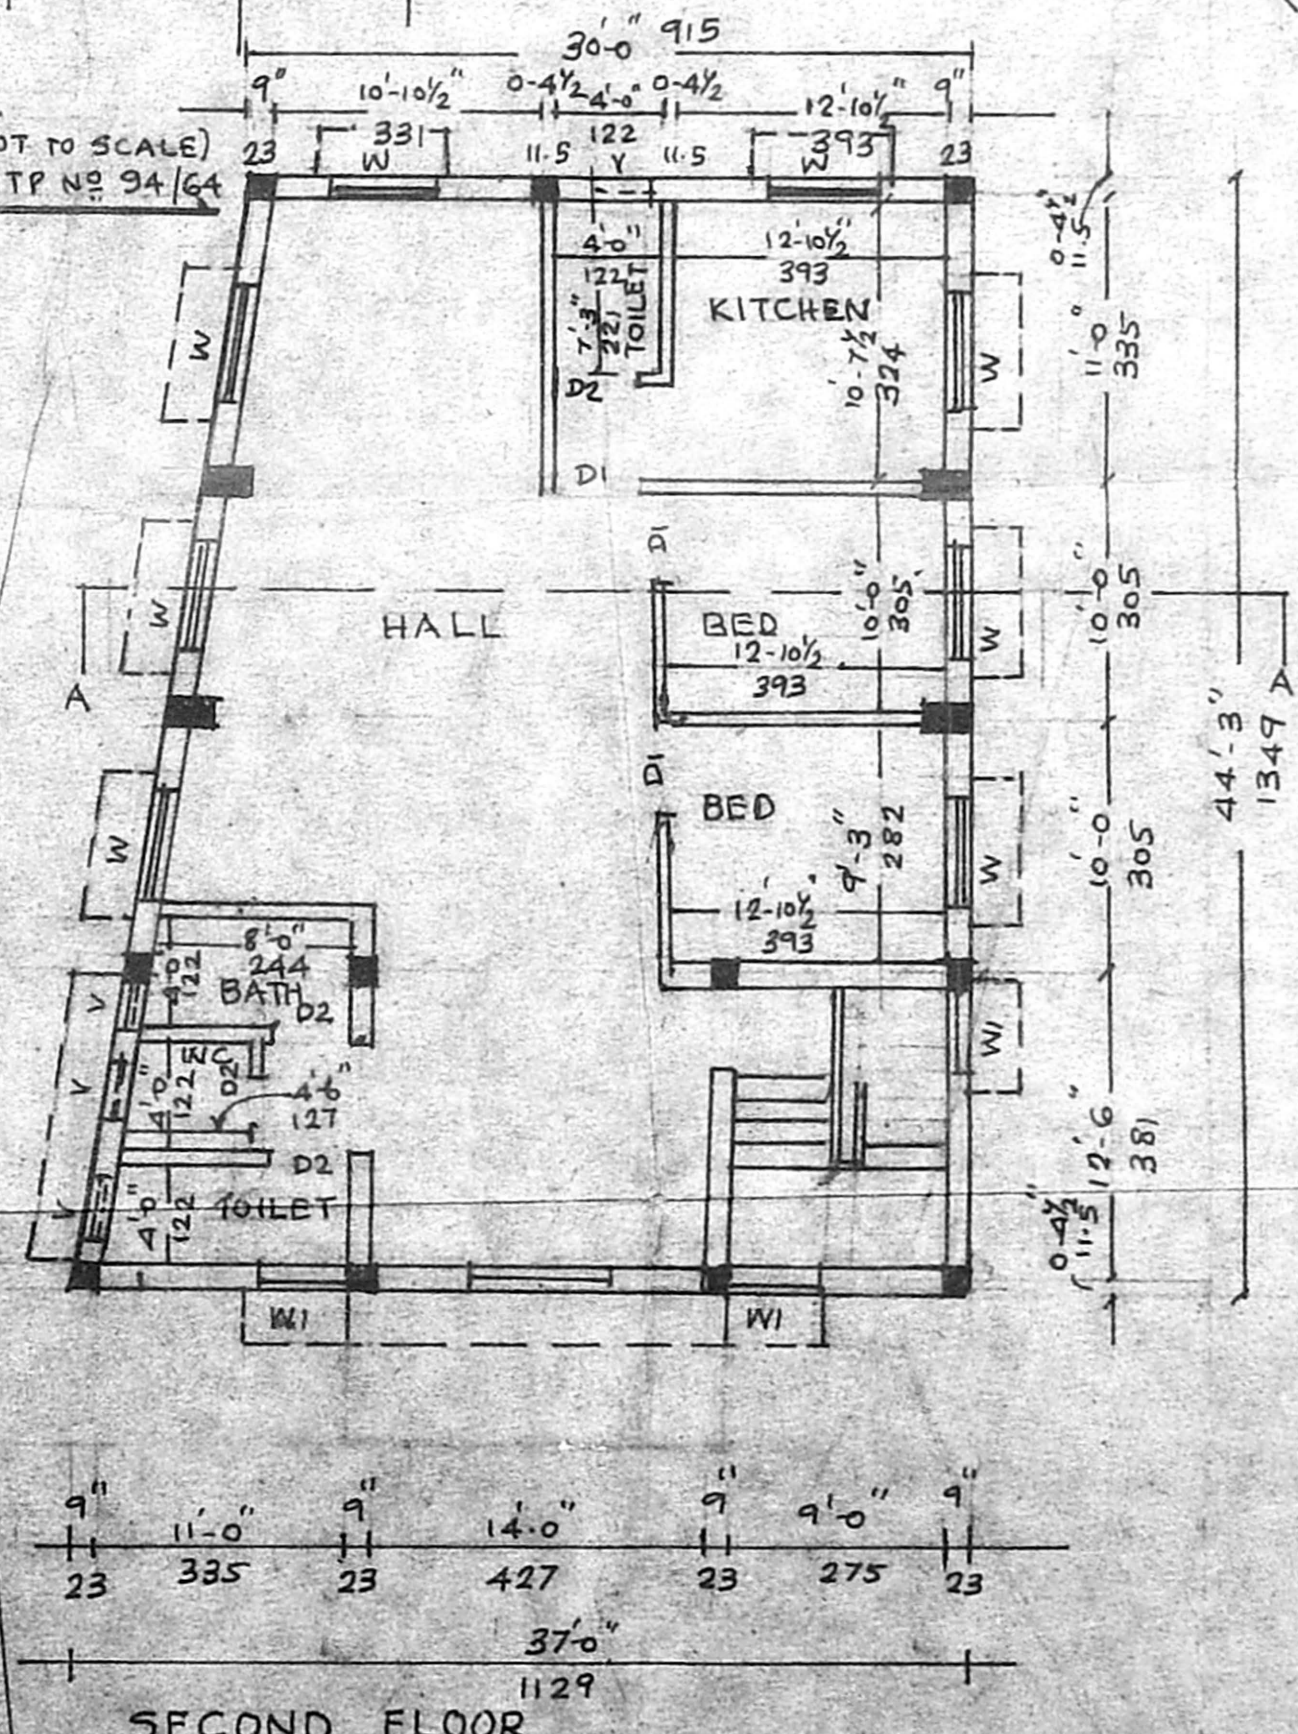 30'-0" 915
9" 10'-10½" 0-4½ 4'-0" 0-4½ 12'-10½" 9"
23 331 11.5 122 11.5 393 23
W V W
OT TO SCALE)
TP Nº 94/64
0-4½"
11.5
4'-0" 12'-10½"
122 393
7'-3"
221
TOILET
KITCHEN
10'-7½"
324
11'-0"
335
W W
D2
D1
D1
W W
HALL BED
12-10½
393
10'-0"
305
10'-0"
305
A A
44'-3"
1349
D1
BED
W W
9'-3"
282
10'-0"
305
12'-10½"
393
8'-0"
244
4'-0
122
BATH
D2
V
W1
WC
D2
V
4'-0
122
4'-6"
127
12'-6"
381
D2
TOILET
V
4'-0"
122
0-4½"
11.5
W1 W1
9" 11'-0" 9" 14'-0" 9" 9'-0" 9"
23 335 23 427 23 275 23
37'-0"
1129
SECOND FLOOR